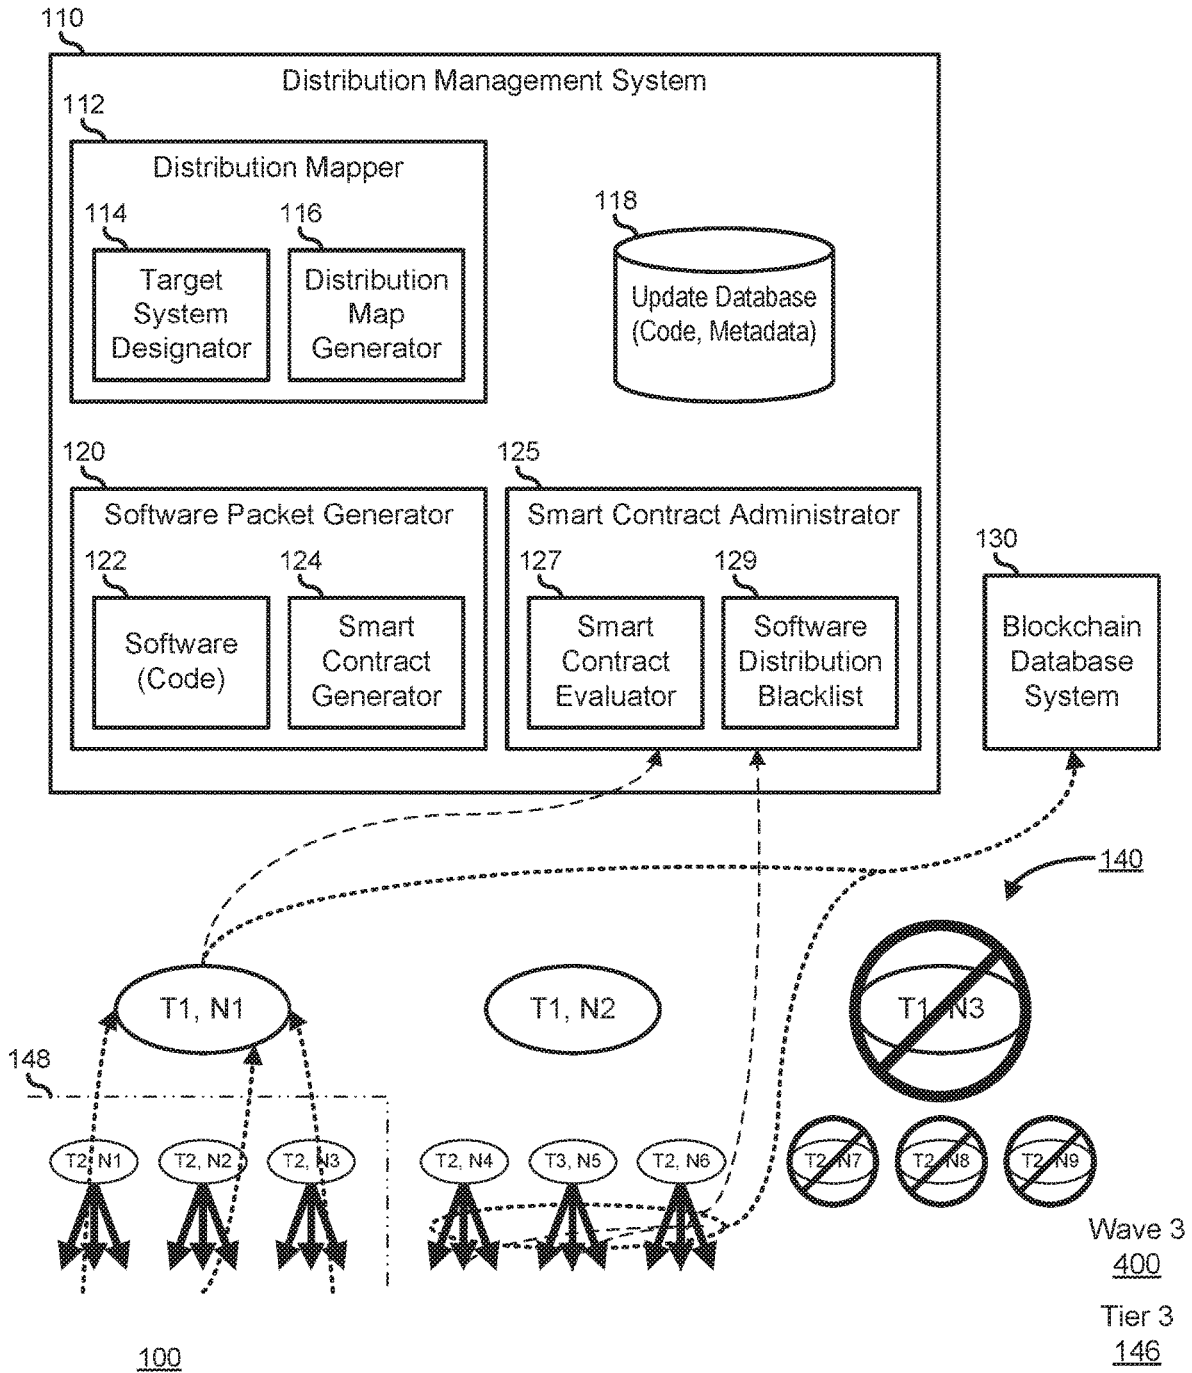 110
Distribution Management System
112
Distribution Mapper
114
116
118
Target
System
Designator
Distribution
Map
Generator
Update Database
(Code, Metadata)
120
125
Software Packet Generator
Smart Contract Administrator
122
124
127
129
130
Software
(Code)
Smart
Contract
Generator
Smart
Contract
Evaluator
Software
Distribution
Blacklist
Blockchain
Database
System
140
T1, N1
T1, N2
T1, N3
148
T2, N1
T2, N2
T2, N3
T2, N4
T3, N5
T2, N6
T2, N7
T2, N8
T2, N9
Wave 3
400
Tier 3
146
100